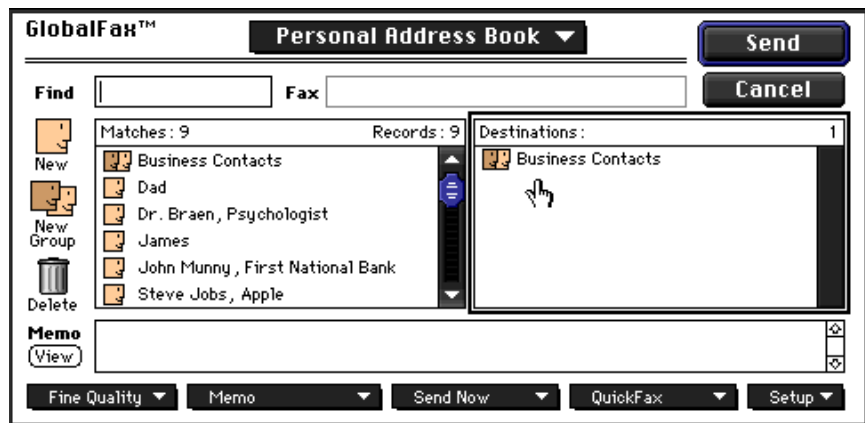 GlobalFax™
Personal Address Book
Send
Find
Fax
Cancel
New
New
Group
Delete
Matches: 9 Records: 9
Business Contacts
Dad
Dr. Braen, Psychologist
James
John Munny, First National Bank
Steve Jobs, Apple
Destinations: 1
Business Contacts
Memo
View
Fine Quality
Memo
Send Now
QuickFax
Setup